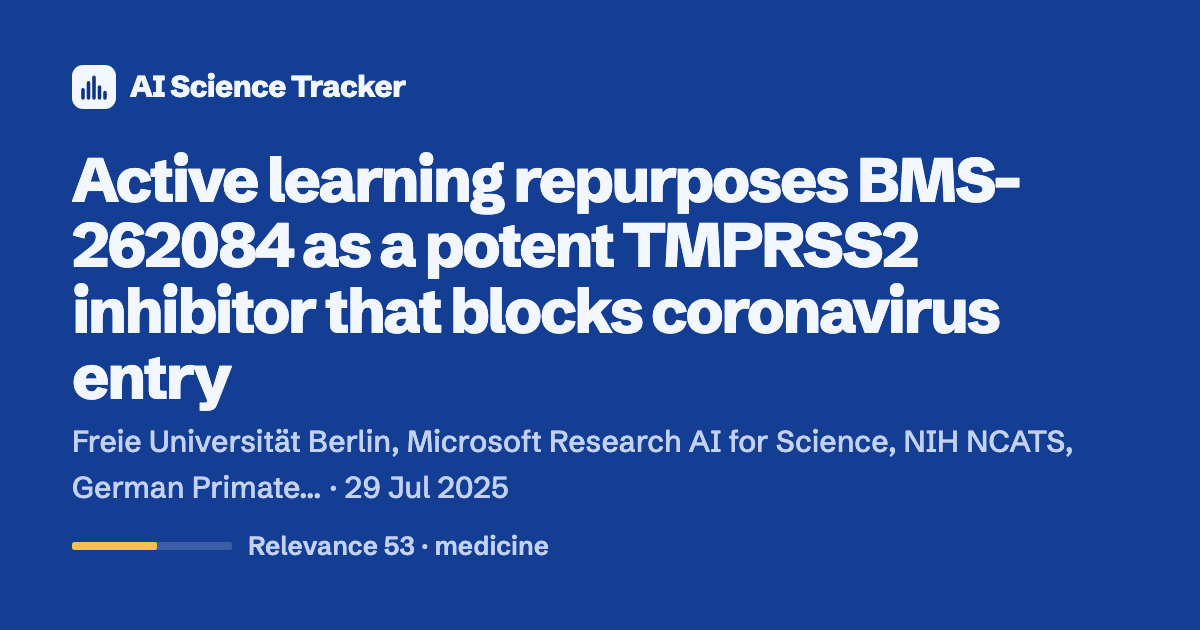 AI Science Tracker
Active learning repurposes BMS-
262084 as a potent TMPRSS2
inhibitor that blocks coronavirus
entry
Freie Universität Berlin, Microsoft Research AI for Science, NIH NCATS,
German Primate... · 29 Jul 2025
Relevance 53 · medicine